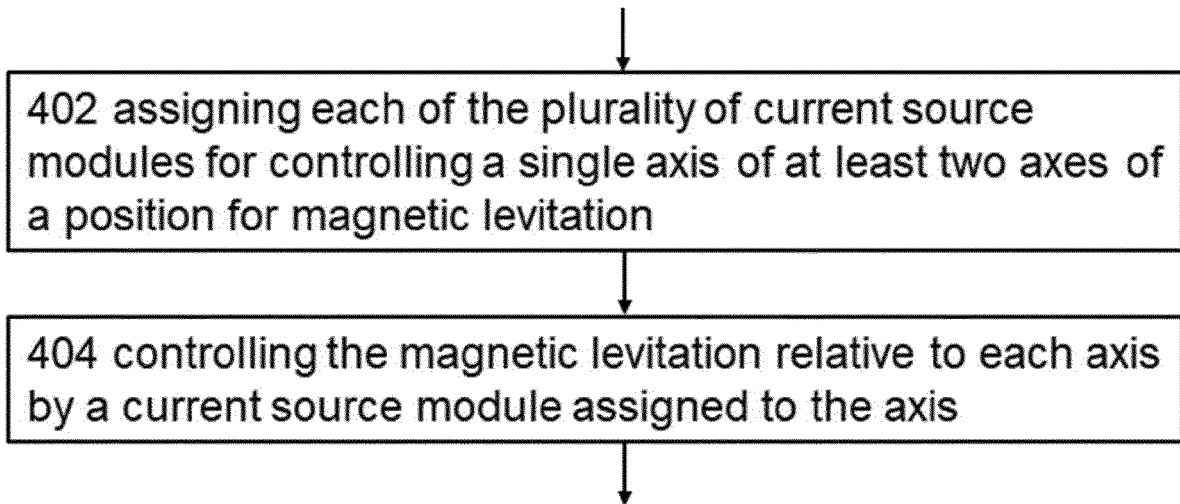 402 assigning each of the plurality of current source
modules for controlling a single axis of at least two axes of
a position for magnetic levitation
404 controlling the magnetic levitation relative to each axis
by a current source module assigned to the axis